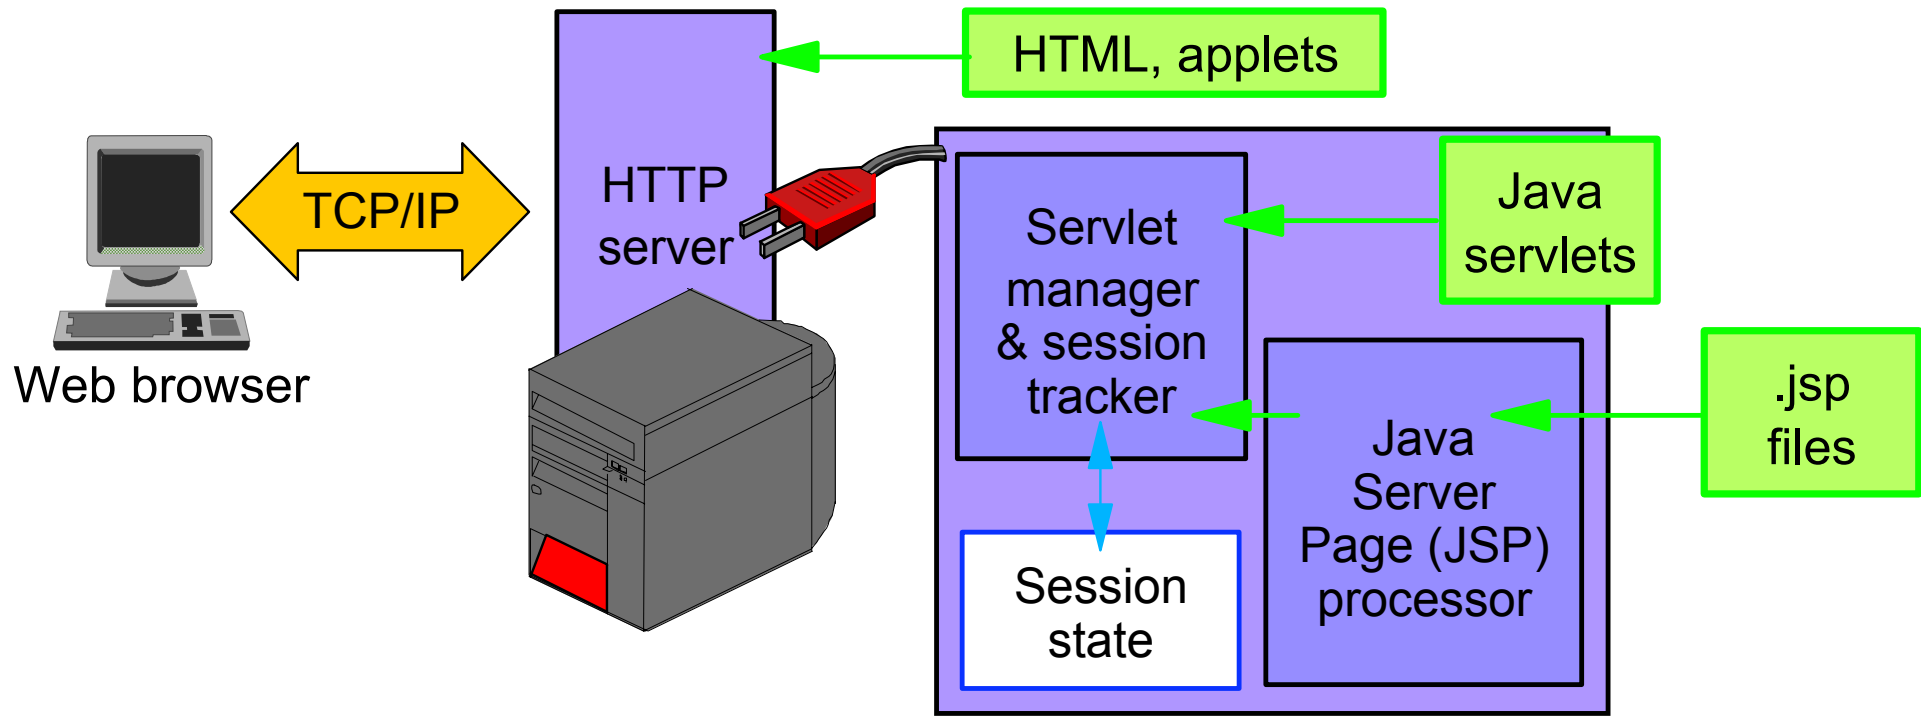 HTML, applets
HTTP
server
TCP/IP
Web browser
Servlet
manager
& session
tracker
Java
servlets
.jsp
files
Java
Server
Page (JSP)
processor
Session
state